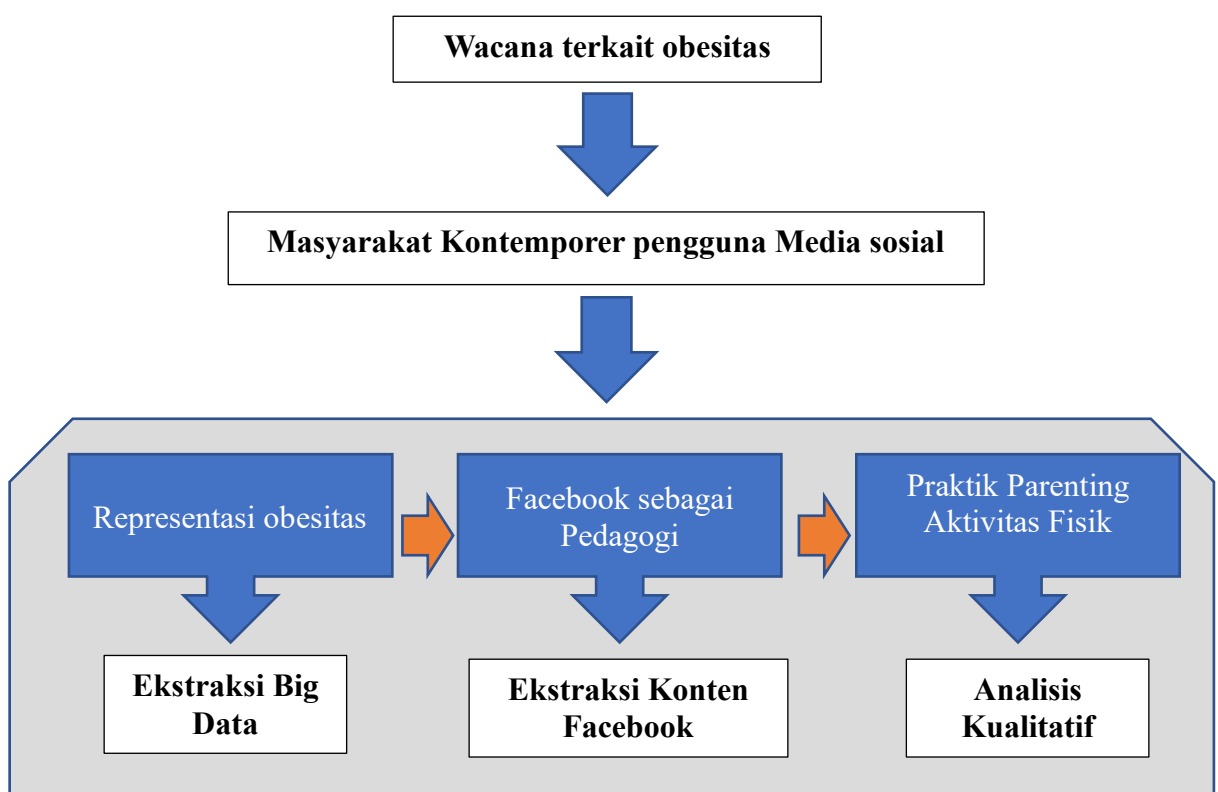 Wacana terkait obesitas
Masyarakat Kontemporer pengguna Media sosial
Representasi obesitas
Facebook sebagai
Pedagogi
Praktik Parenting
Aktivitas Fisik
Ekstraksi Big
Data
Ekstraksi Konten
Facebook
Analisis
Kualitatif